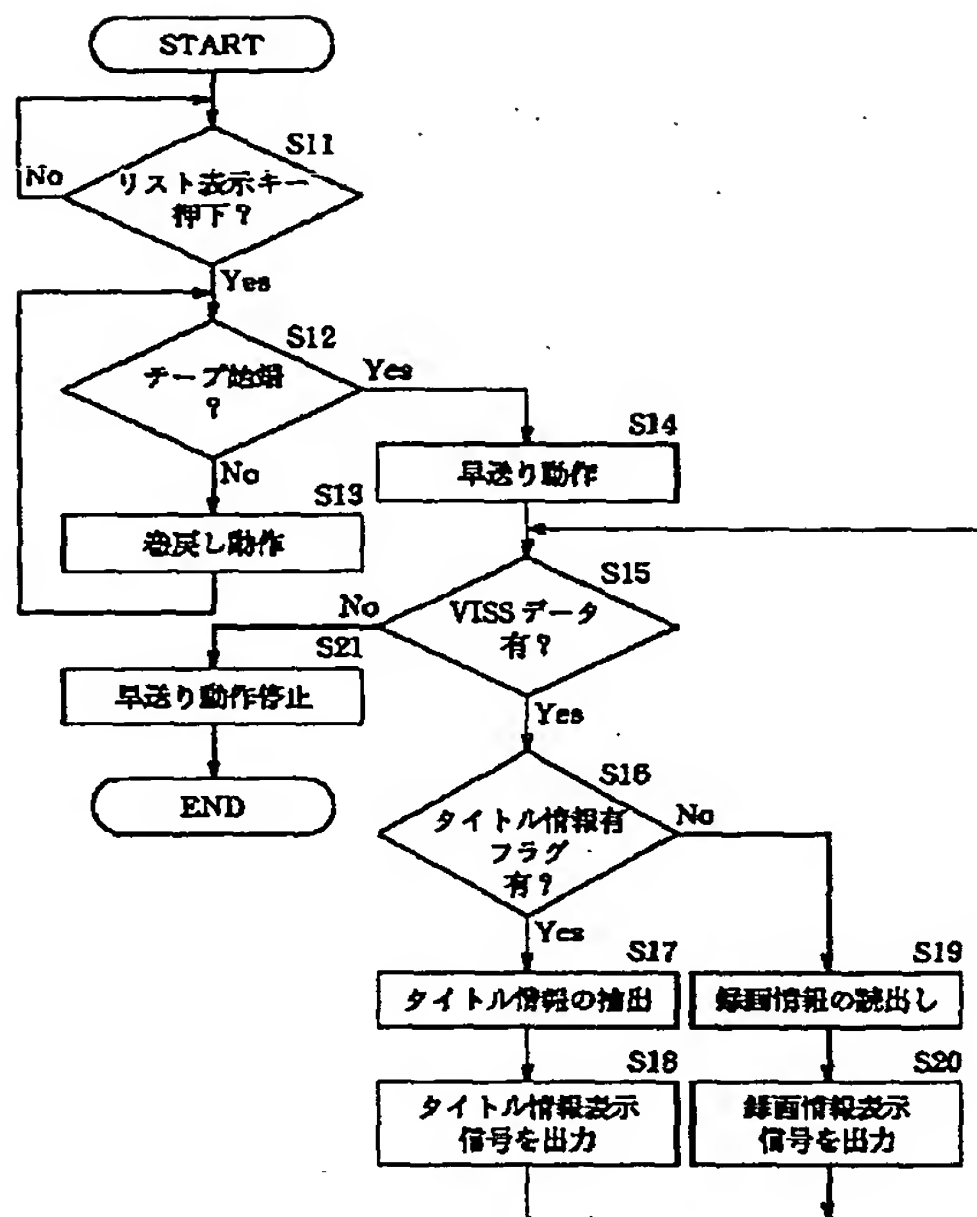 START
S11
No
リスト表示キー
押下？
Yes
S12
テープ始端
？
Yes
No
S13
巻戻し動作
S14
早送り動作
S15
VISS データ
有？
No
S21
早送り動作停止
END
Yes
S16
タイトル情報有
フラグ
有？
No
Yes
S17
タイトル情報の抽出
S19
録画情報の読出し
S18
タイトル情報表示
信号を出力
S20
録画情報表示
信号を出力